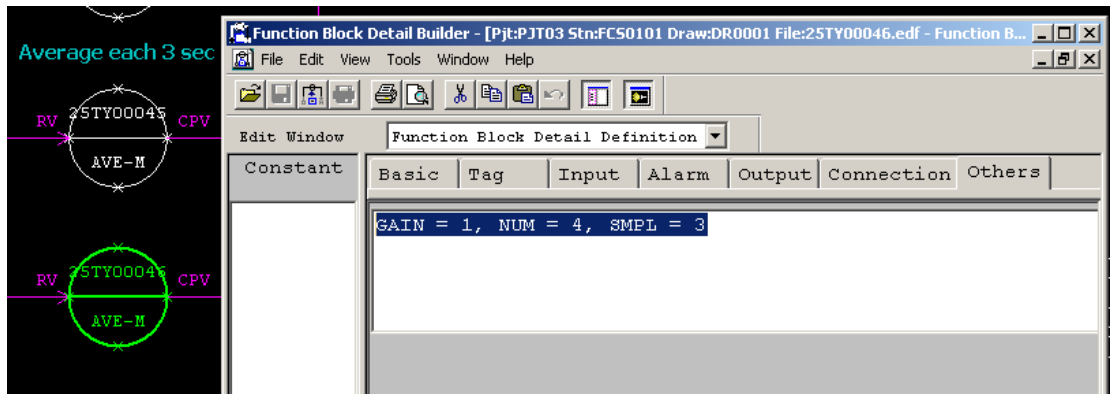 Average each 3 sec
RV 25TY00045 CPV
AVE-M
RV 25TY00046 CPV
AVE-M
Function Block Detail Builder - [Pjt:PJT03 Stn:FCS0101 Draw:DR0001 File:25TY00046.edf - Function B...
File Edit View Tools Window Help
Edit Window Function Block Detail Definition
Constant Basic Tag Input Alarm Output Connection Others
GAIN = 1, NUM = 4, SMPL = 3